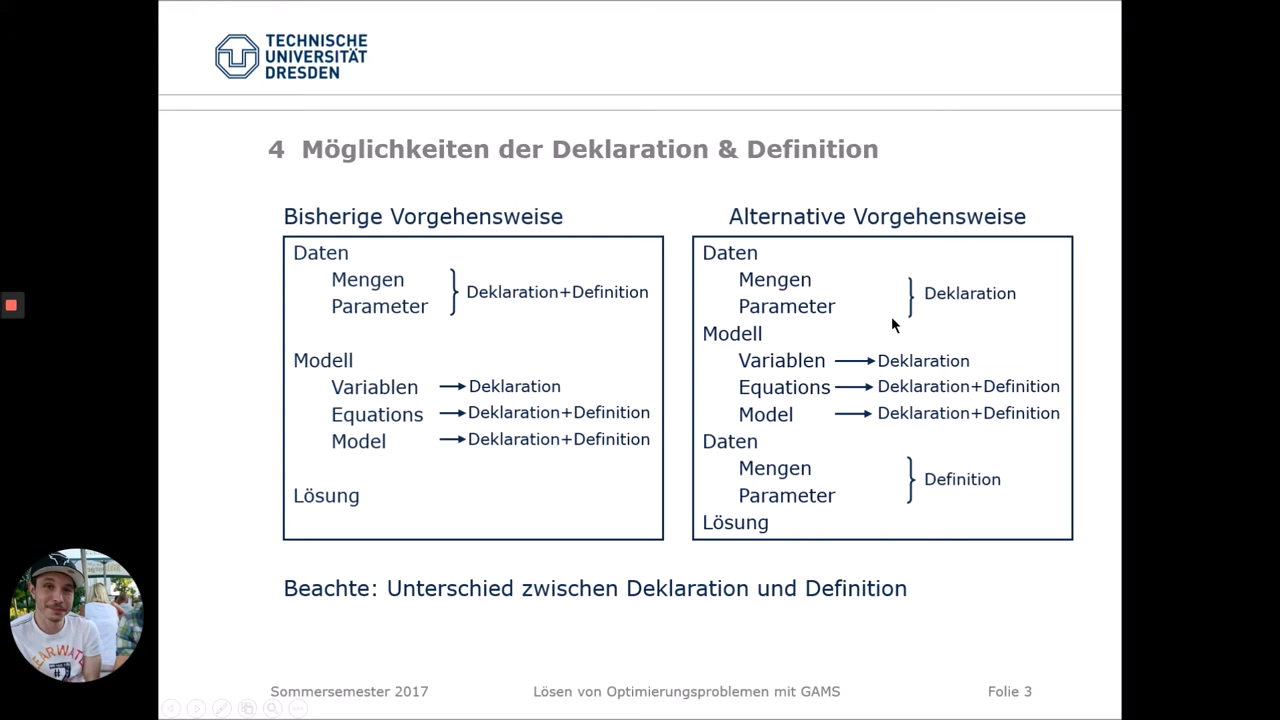 TECHNISCHE
UNIVERSITÄT
DRESDEN
4 Möglichkeiten der Deklaration & Definition
Bisherige Vorgehensweise
Daten
Mengen
Parameter
Deklaration+Definition
Modell
Variablen Deklaration
Equations Deklaration+Definition
Model Deklaration+Definition
Lösung
Alternative Vorgehensweise
Daten
Mengen
Parameter
Deklaration
Modell
Variablen Deklaration
Equations Deklaration+Definition
Model Deklaration+Definition
Daten
Mengen
Parameter
Definition
Lösung
Beachte: Unterschied zwischen Deklaration und Definition
Sommersemester 2017 Lösen von Optimierungsproblemen mit GAMS Folie 3